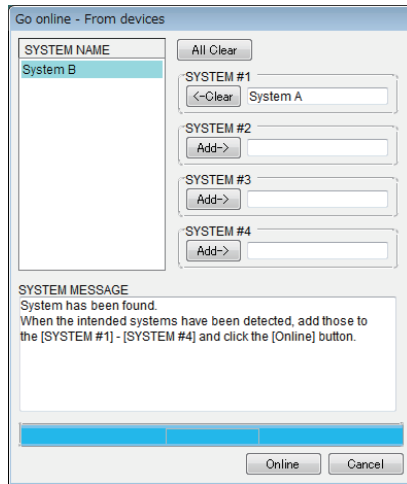 Go online - From devices
SYSTEM NAME
System B
All Clear
SYSTEM #1
<-Clear System A
SYSTEM #2
Add->
SYSTEM #3
Add->
SYSTEM #4
Add->
SYSTEM MESSAGE
System has been found.
When the intended systems have been detected, add those to
the [SYSTEM #1] - [SYSTEM #4] and click the [Online] button.
Online Cancel